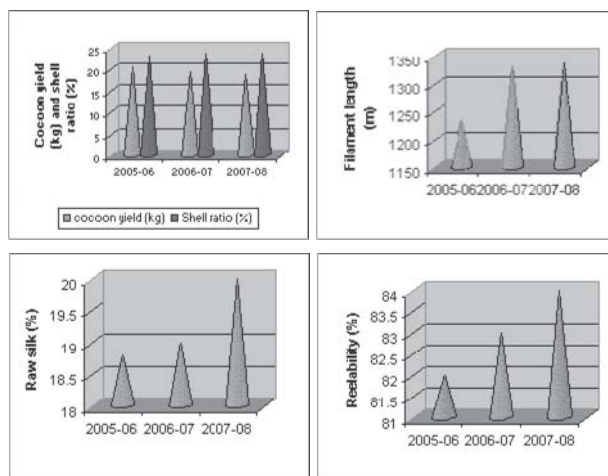 Cocoon yield
(kg) and shell
ratio (%)
25
20
15
10
5
0
2005-06 2006-07 2007-08
cocoon yield (kg) Shell ratio (%)
Filament length
(m)
1350
1300
1250
1200
1150
2005-06 2006-07 2007-08
Raw silk (%)
20
19.5
19
18.5
18
2005-06 2006-07 2007-08
Reelability (%)
84
83.5
83
82.5
82
81.5
81
2005-06 2006-07 2007-08